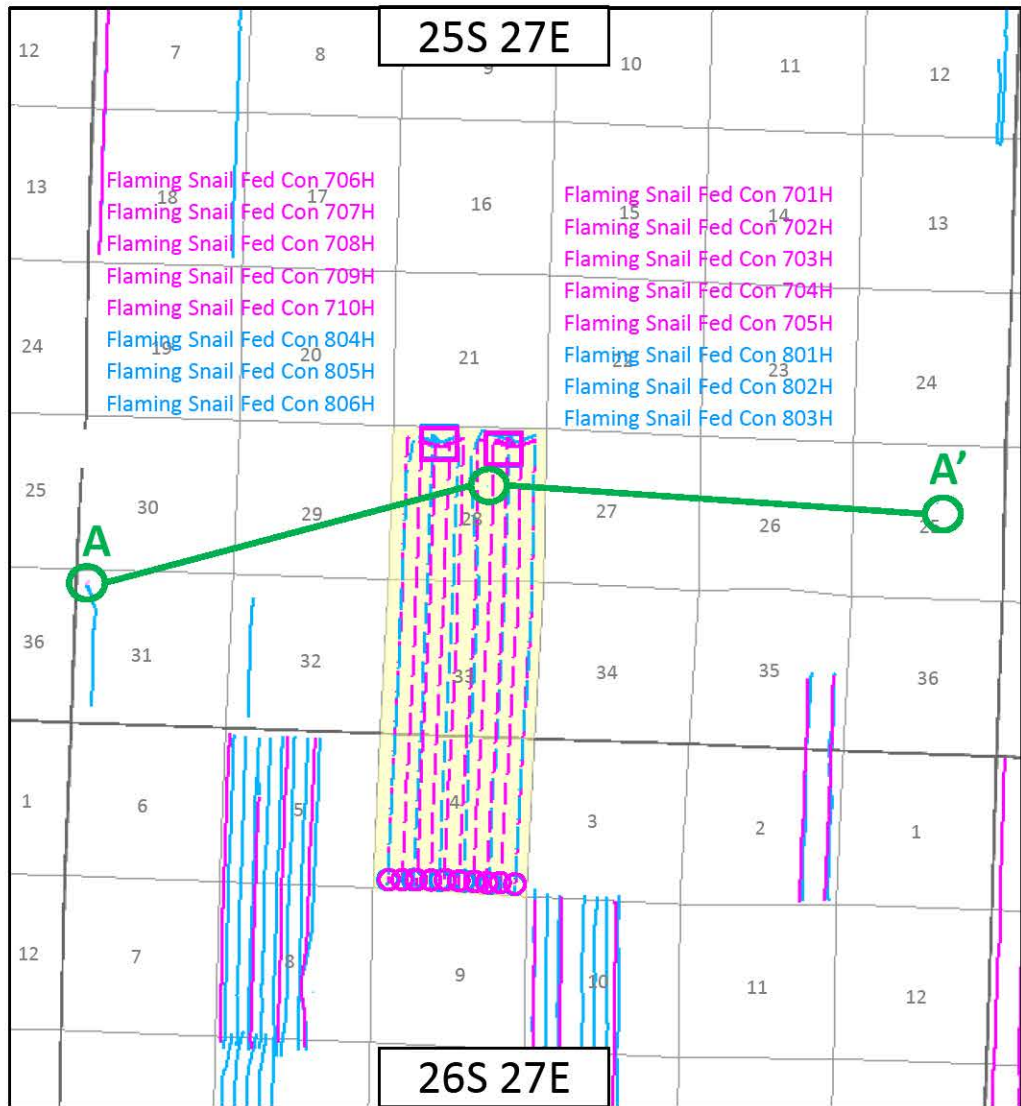 25S 27E
12 7 8 9 10 11 12
13 18 17 16 15 14 13
Flaming Snail Fed Con 706H
Flaming Snail Fed Con 707H
Flaming Snail Fed Con 708H
Flaming Snail Fed Con 709H
Flaming Snail Fed Con 710H
Flaming Snail Fed Con 804H
Flaming Snail Fed Con 805H
Flaming Snail Fed Con 806H
Flaming Snail Fed Con 701H
Flaming Snail Fed Con 702H
Flaming Snail Fed Con 703H
Flaming Snail Fed Con 704H
Flaming Snail Fed Con 705H
Flaming Snail Fed Con 801H
Flaming Snail Fed Con 802H
Flaming Snail Fed Con 803H
24 19 20 21 22 23 24
A A'
25 30 29 28 27 26 25
36 31 32 33 34 35 36
1 6 5 4 3 2 1
12 7 8 9 10 11 12
26S 27E